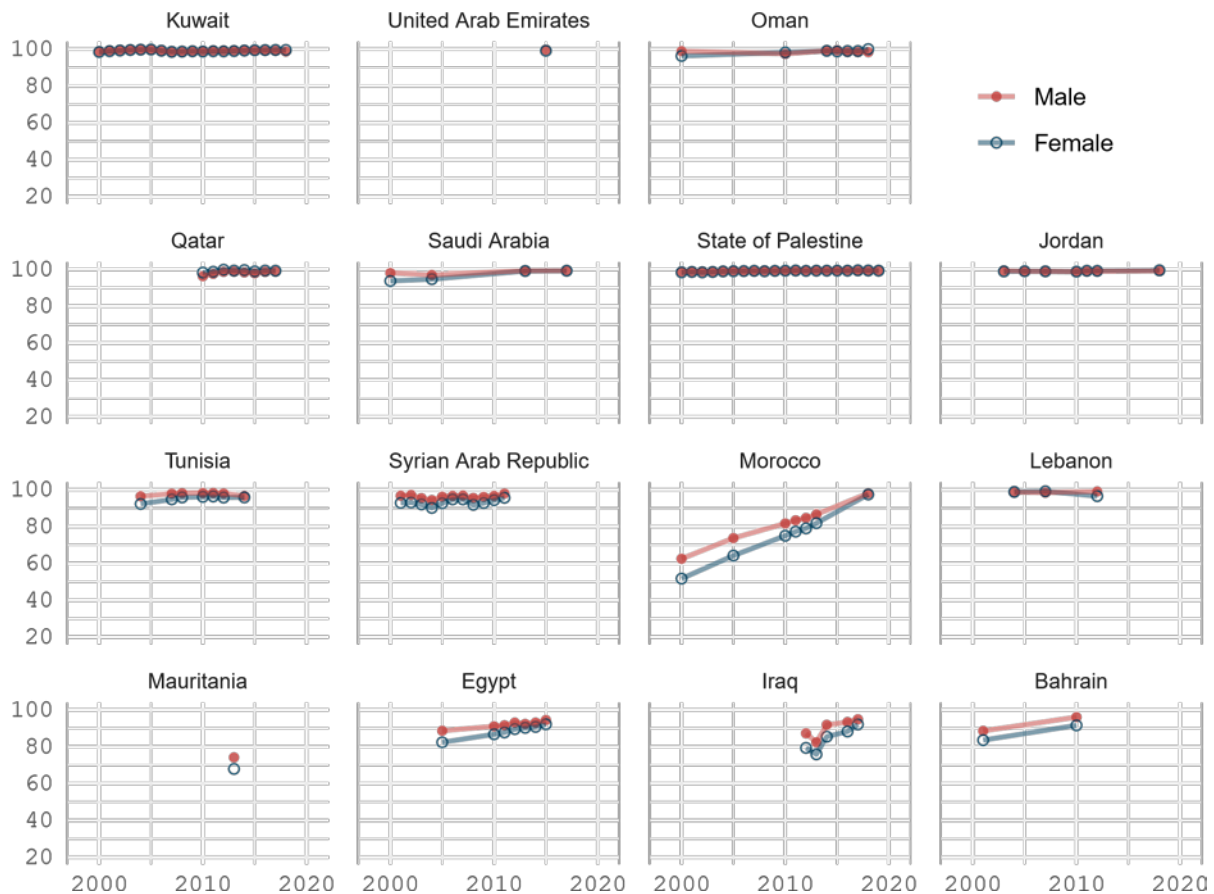 Kuwait United Arab Emirates Oman
100
80
60
40
20
Male
Female
Qatar Saudi Arabia State of Palestine Jordan
100
80
60
40
20
Tunisia Syrian Arab Republic Morocco Lebanon
100
80
60
40
20
Mauritania Egypt Iraq Bahrain
100
80
60
40
20
2000 2010 2020 2000 2010 2020 2000 2010 2020 2000 2010 2020